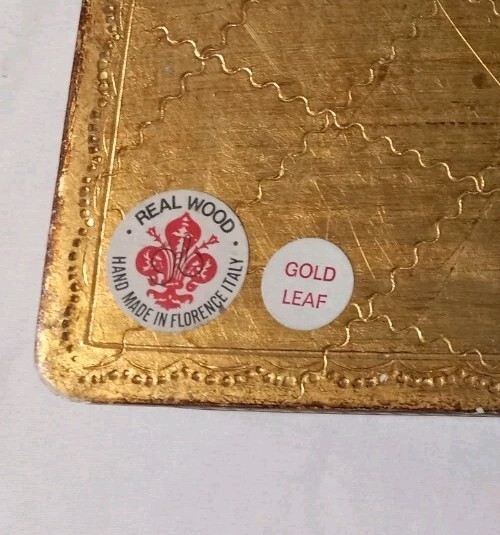 REAL WOOD
HAND MADE IN FLORENCE ITALY
GOLD
LEAF